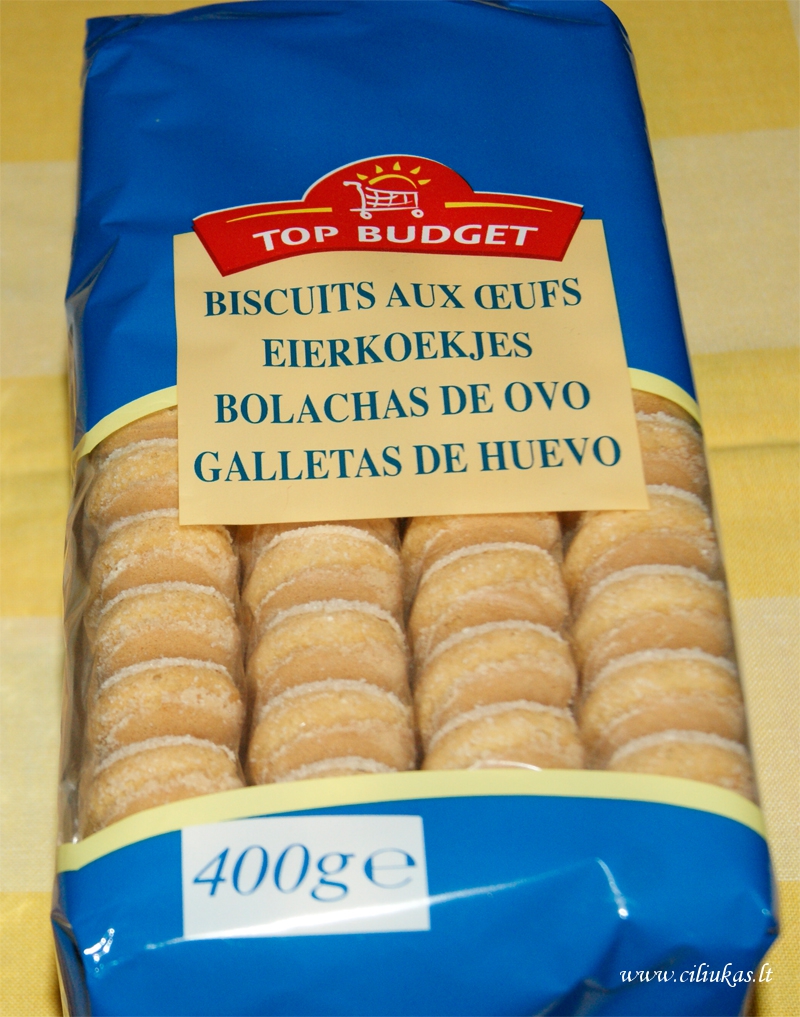 TOP BUDGET
BISCUITS AUX ŒUFS
EIERKOEKJES
BOLACHAS DE OVO
GALLETAS DE HUEVO
400g℮
www.ciliukas.lt